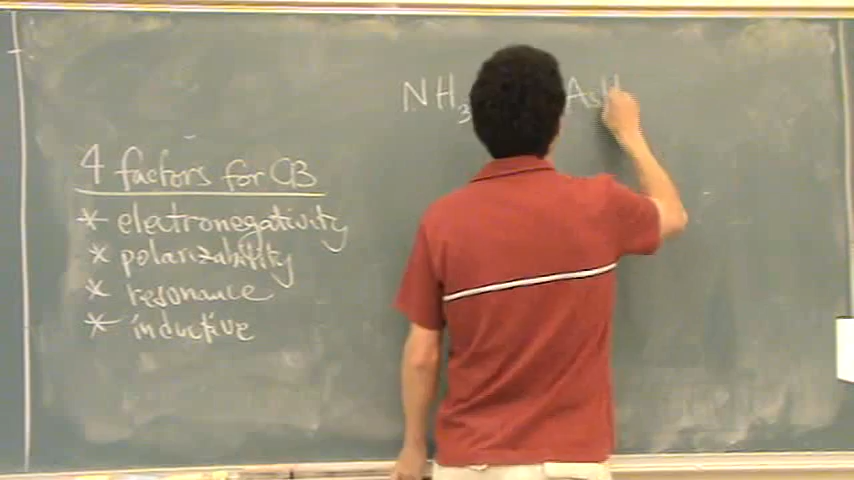 NH3 AsH
4 factors for CB
* electronegativity
* polarizability
* resonance
* inductive